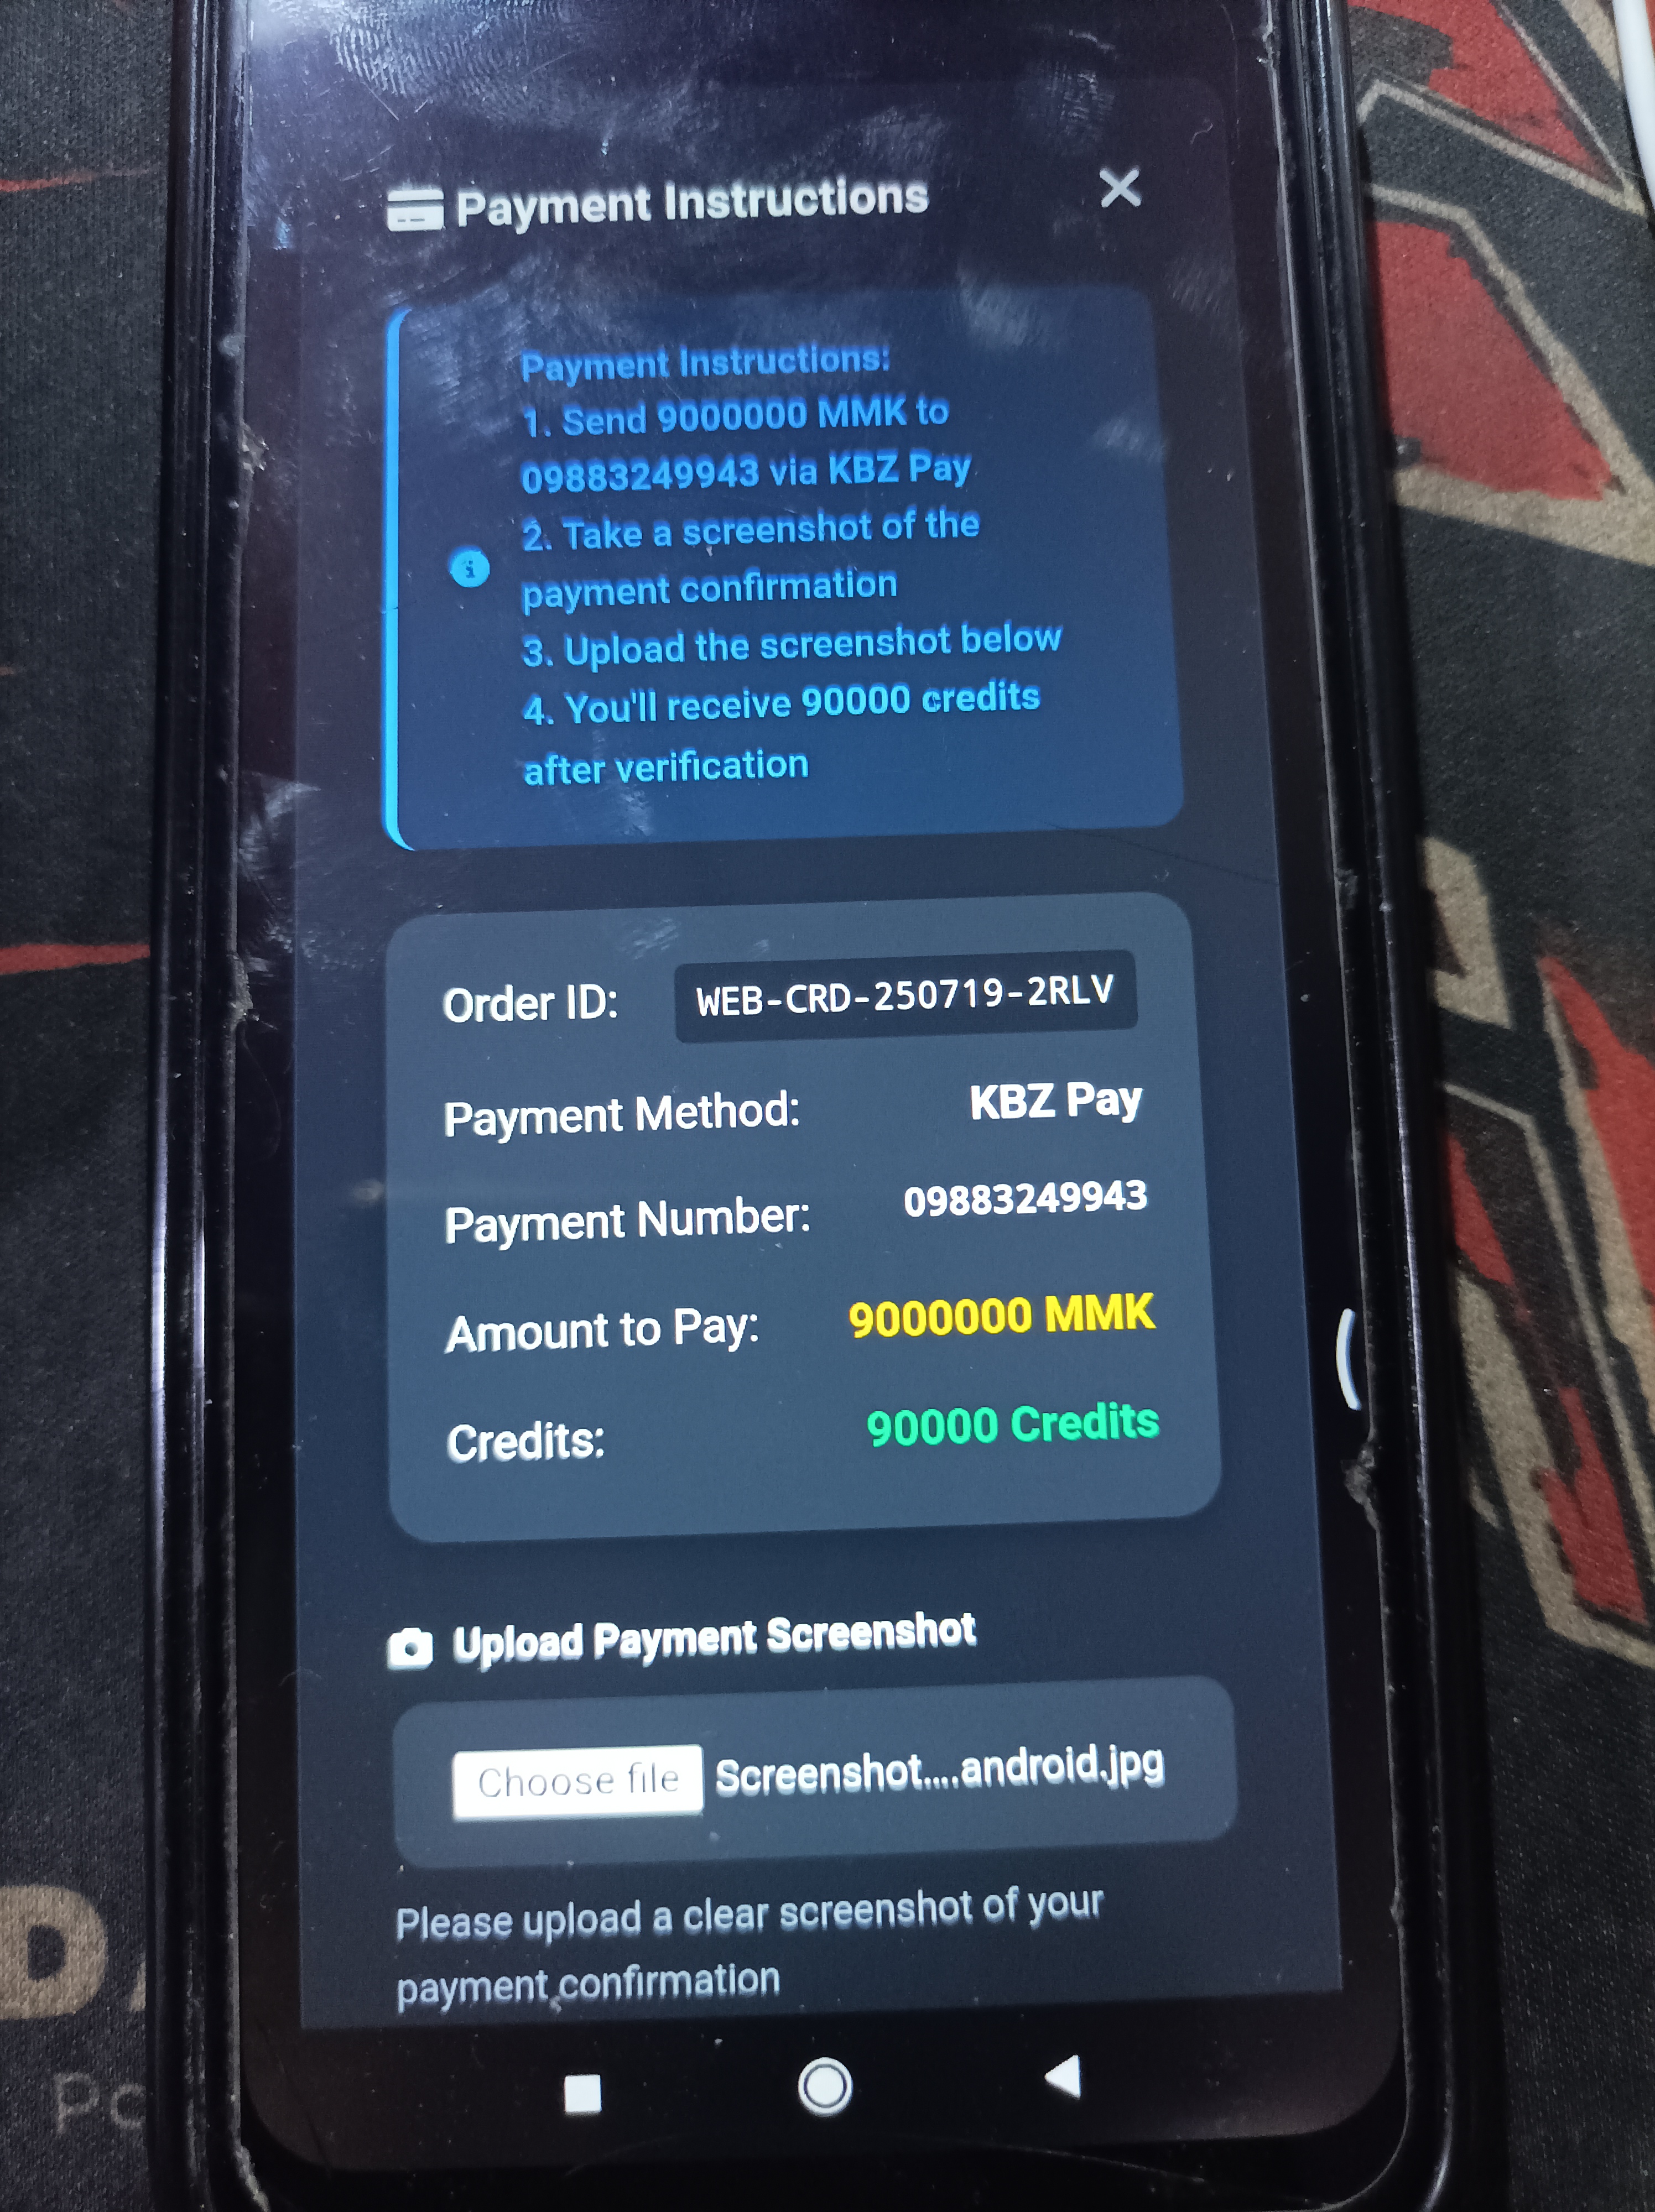 Payment Instructions
Payment Instructions:
1. Send 9000000 MMK to
09883249943 via KBZ Pay
2. Take a screenshot of the
payment confirmation
3. Upload the screenshot below
4. You'll receive 90000 credits
after verification
Order ID: WEB-CRD-250719-2RLV
Payment Method: KBZ Pay
Payment Number: 09883249943
Amount to Pay: 9000000 MMK
Credits: 90000 Credits
Upload Payment Screenshot
Choose file Screenshot....android.jpg
Please upload a clear screenshot of your
payment confirmation